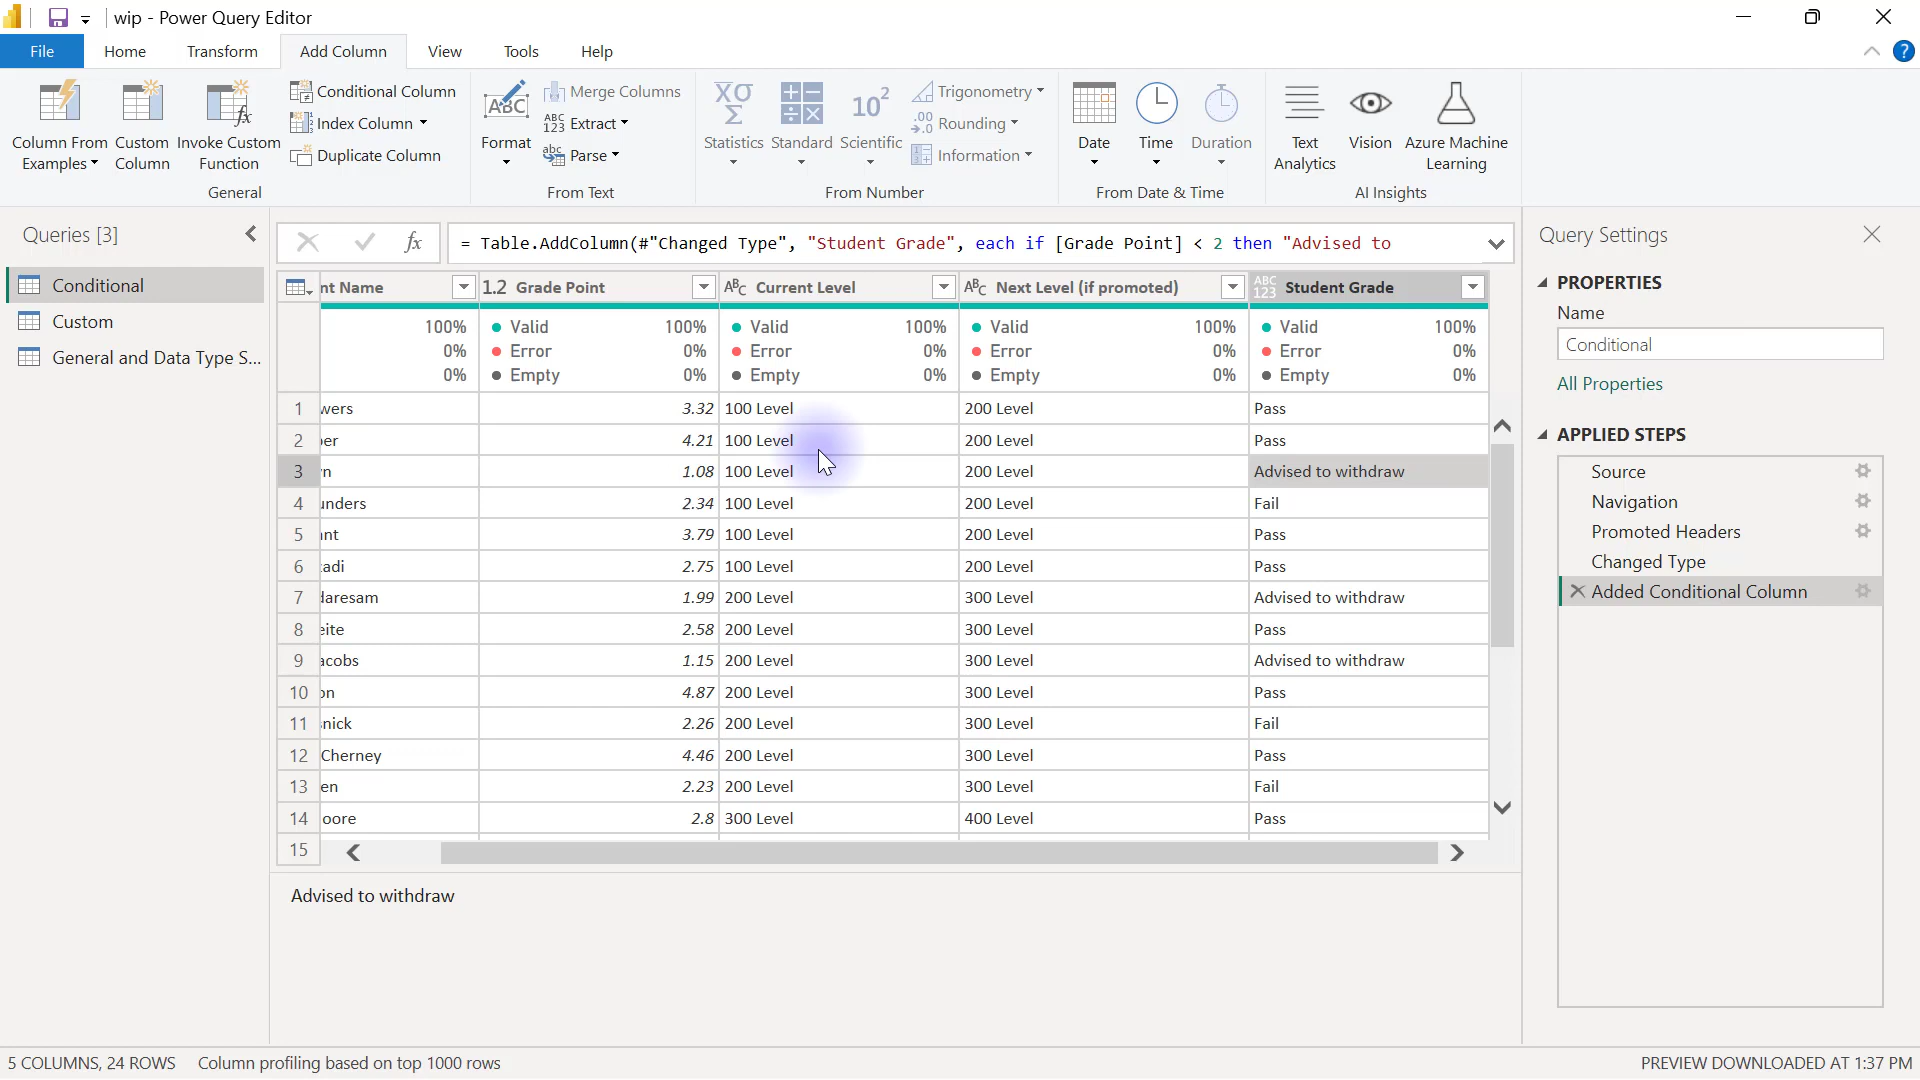 wip - Power Query Editor
File Home Transform Add Column View Tools Help
Column From Examples
Custom Column
Invoke Custom Function
Conditional Column
Index Column
Duplicate Column
General
Format
Merge Columns
Extract
Parse
From Text
Statistics
Standard
Scientific
Trigonometry
Rounding
Information
From Number
Date
Time
Duration
From Date & Time
Text Analytics
Vision
Azure Machine Learning
AI Insights
Queries [3]
Conditional
Custom
General and Data Type S...
= Table.AddColumn(#"Changed Type", "Student Grade", each if [Grade Point] < 2 then "Advised to
nt Name 1.2 Grade Point ABC Current Level ABC Next Level (if promoted) ABC 123 Student Grade
100% Valid 100% Valid 100% Valid 100% Valid 100%
0% Error 0% Error 0% Error 0% Error 0%
0% Empty 0% Empty 0% Empty 0% Empty 0%
1 wers 3.32 100 Level 200 Level Pass
2 er 4.21 100 Level 200 Level Pass
3 n 1.08 100 Level 200 Level Advised to withdraw
4 unders 2.34 100 Level 200 Level Fail
5 nt 3.79 100 Level 200 Level Pass
6 adi 2.75 100 Level 200 Level Pass
7 daresam 1.99 200 Level 300 Level Advised to withdraw
8 eite 2.58 200 Level 300 Level Pass
9 acobs 1.15 200 Level 300 Level Advised to withdraw
10 on 4.87 200 Level 300 Level Pass
11 nick 2.26 200 Level 300 Level Fail
12 Cherney 4.46 200 Level 300 Level Pass
13 en 2.23 200 Level 300 Level Fail
14 oore 2.8 300 Level 400 Level Pass
15
Advised to withdraw
Query Settings
PROPERTIES
Name
Conditional
All Properties
APPLIED STEPS
Source
Navigation
Promoted Headers
Changed Type
Added Conditional Column
5 COLUMNS, 24 ROWS Column profiling based on top 1000 rows
PREVIEW DOWNLOADED AT 1:37 PM